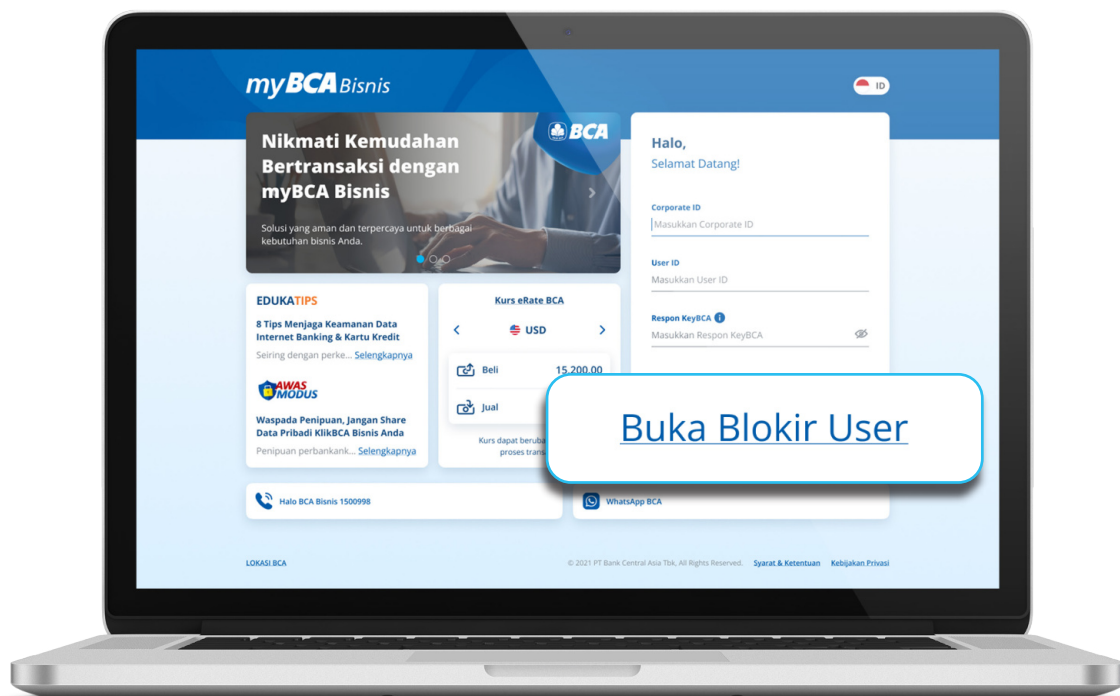 myBCA Bisnis
ID
Nikmati Kemudahan
Bertransaksi dengan
myBCA Bisnis
Solusi yang aman dan terpercaya untuk berbagai
kebutuhan bisnis Anda.
BCA
Halo,
Selamat Datang!
Corporate ID
Masukkan Corporate ID
User ID
Masukkan User ID
Respon KeyBCA
Masukkan Respon KeyBCA
EDUKATIPS
8 Tips Menjaga Keamanan Data
Internet Banking & Kartu Kredit
Seiring dengan perke... Selengkapnya
AWAS
MODUS
Waspada Penipuan, Jangan Share
Data Pribadi KlikBCA Bisnis Anda
Penipuan perbankank... Selengkapnya
Kurs eRate BCA
USD
Beli 15.200.00
Jual
Kurs dapat
proses
Buka Blokir User
Halo BCA Bisnis 1500998
WhatsApp BCA
LOKASI BCA
© 2021 PT Bank Central Asia Tbk, All Rights Reserved. Syarat & Ketentuan Kebijakan Privasi